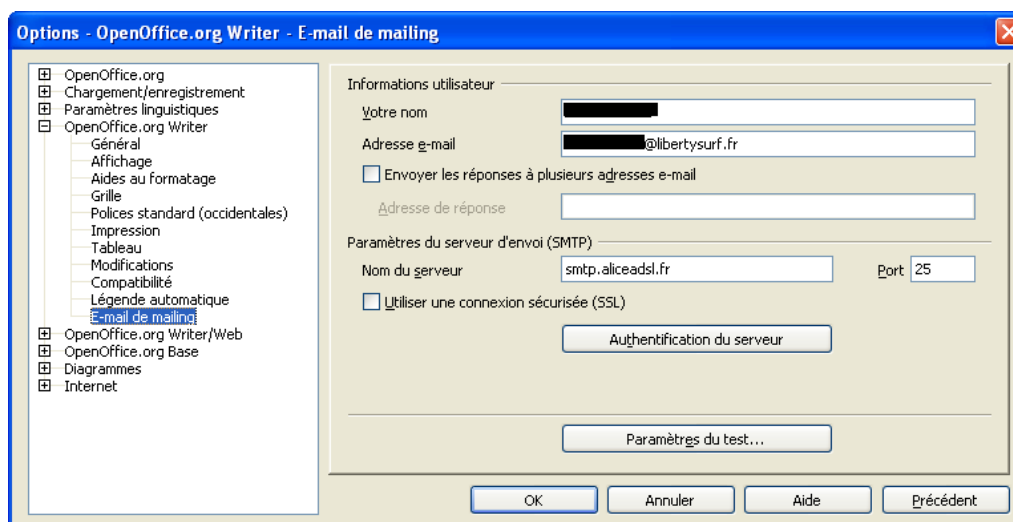 Options - OpenOffice.org Writer - E-mail de mailing
OpenOffice.org
Chargement/enregistrement
Paramètres linguistiques
OpenOffice.org Writer
Général
Affichage
Aides au formatage
Grille
Polices standard (occidentales)
Impression
Tableau
Modifications
Compatibilité
Légende automatique
E-mail de mailing
OpenOffice.org Writer/Web
OpenOffice.org Base
Diagrammes
Internet
Informations utilisateur
Votre nom
Adresse e-mail @libertysurf.fr
Envoyer les réponses à plusieurs adresses e-mail
Adresse de réponse
Paramètres du serveur d'envoi (SMTP)
Nom du serveur smtp.aliceadsl.fr Port 25
Utiliser une connexion sécurisée (SSL)
Authentification du serveur
Paramètres du test...
OK Annuler Aide Précédent